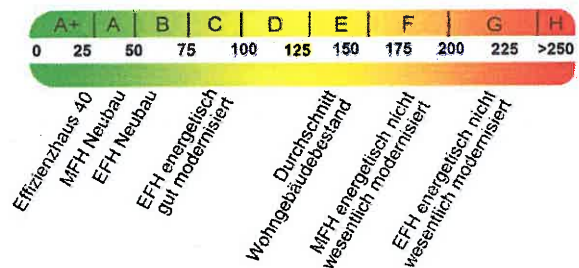 A+ A B C D E F G H
0 25 50 75 100 125 150 175 200 225 >250
Effizienzhaus 40
MFH Neubau
EFH Neubau
EFH energetisch
gut modernisiert
Durchschnitt
Wohngebäudebestand
MFH energetisch nicht
wesentlich modernisiert
EFH energetisch nicht
wesentlich modernisiert